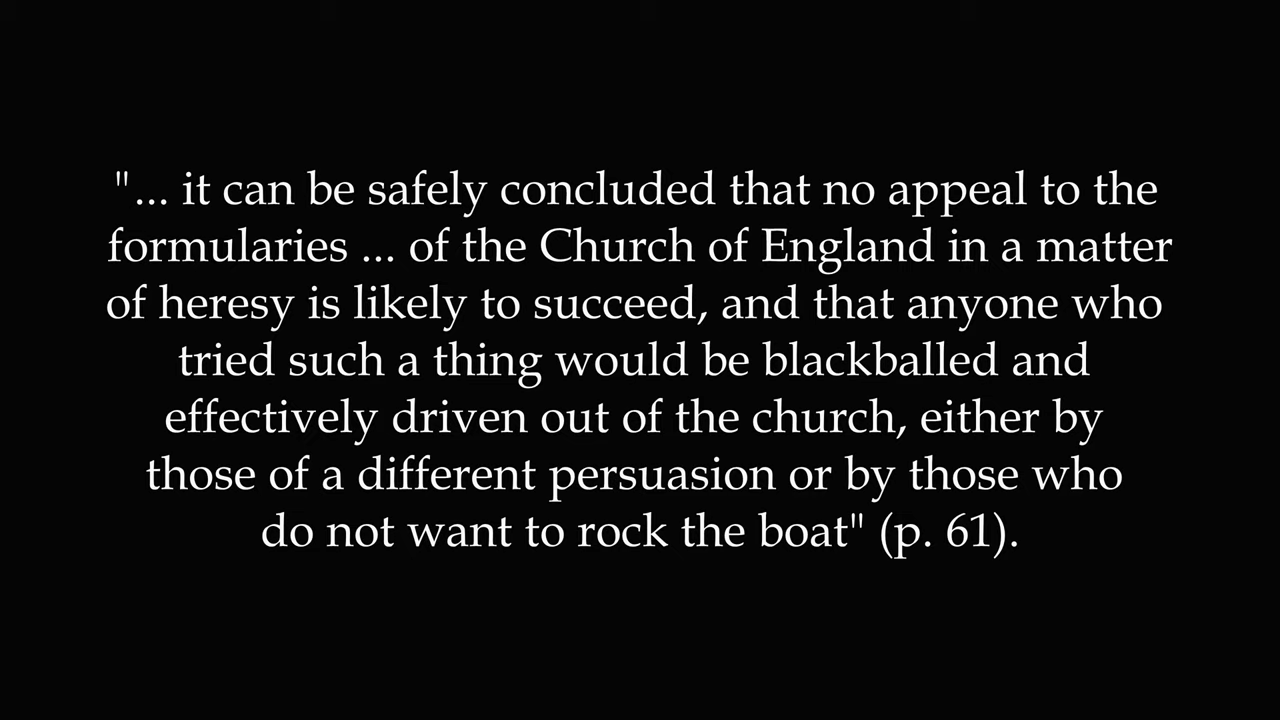 "... it can be safely concluded that no appeal to the
formularies ... of the Church of England in a matter
of heresy is likely to succeed, and that anyone who
tried such a thing would be blackballed and
effectively driven out of the church, either by
those of a different persuasion or by those who
do not want to rock the boat" (p. 61).